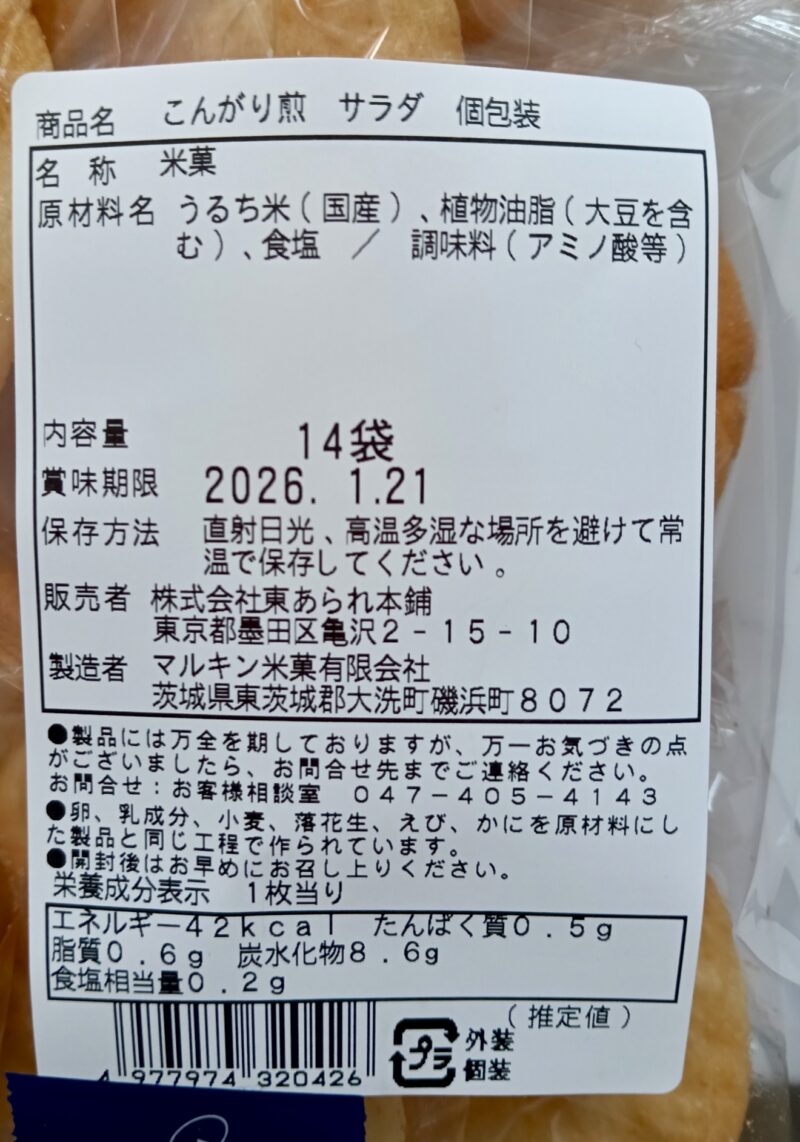 商品名 こんがり煎 サラダ 個包装
名 称 米菓
原材料名 うるち米(国産)、植物油脂(大豆を含
む)、食塩 / 調味料(アミノ酸等)
内容量 14袋
賞味期限 2026. 1.21
保存方法 直射日光、高温多湿な場所を避けて常
温で保存してください。
販売者 株式会社東あられ本鋪
東京都墨田区亀沢2-15-10
製造者 マルキン米菓有限会社
茨城県東茨城郡大洗町磯浜町8072
●製品には万全を期しておりますが、万一お気づきの点
がございましたら、お問合せ先までご連絡ください。
お問合せ:お客様相談室 047-405-4143
●卵、乳成分、小麦、落花生、えび、かにを原材料にし
た製品と同じ工程で作られています。
●開封後はお早めにお召し上りください。
栄養成分表示 1枚当り
エネルギー42kcal たんぱく質0.5g
脂質0.6g 炭水化物8.6g
食塩相当量0.2g
(推定値)
4 977974 320426
プラ 外装
個装